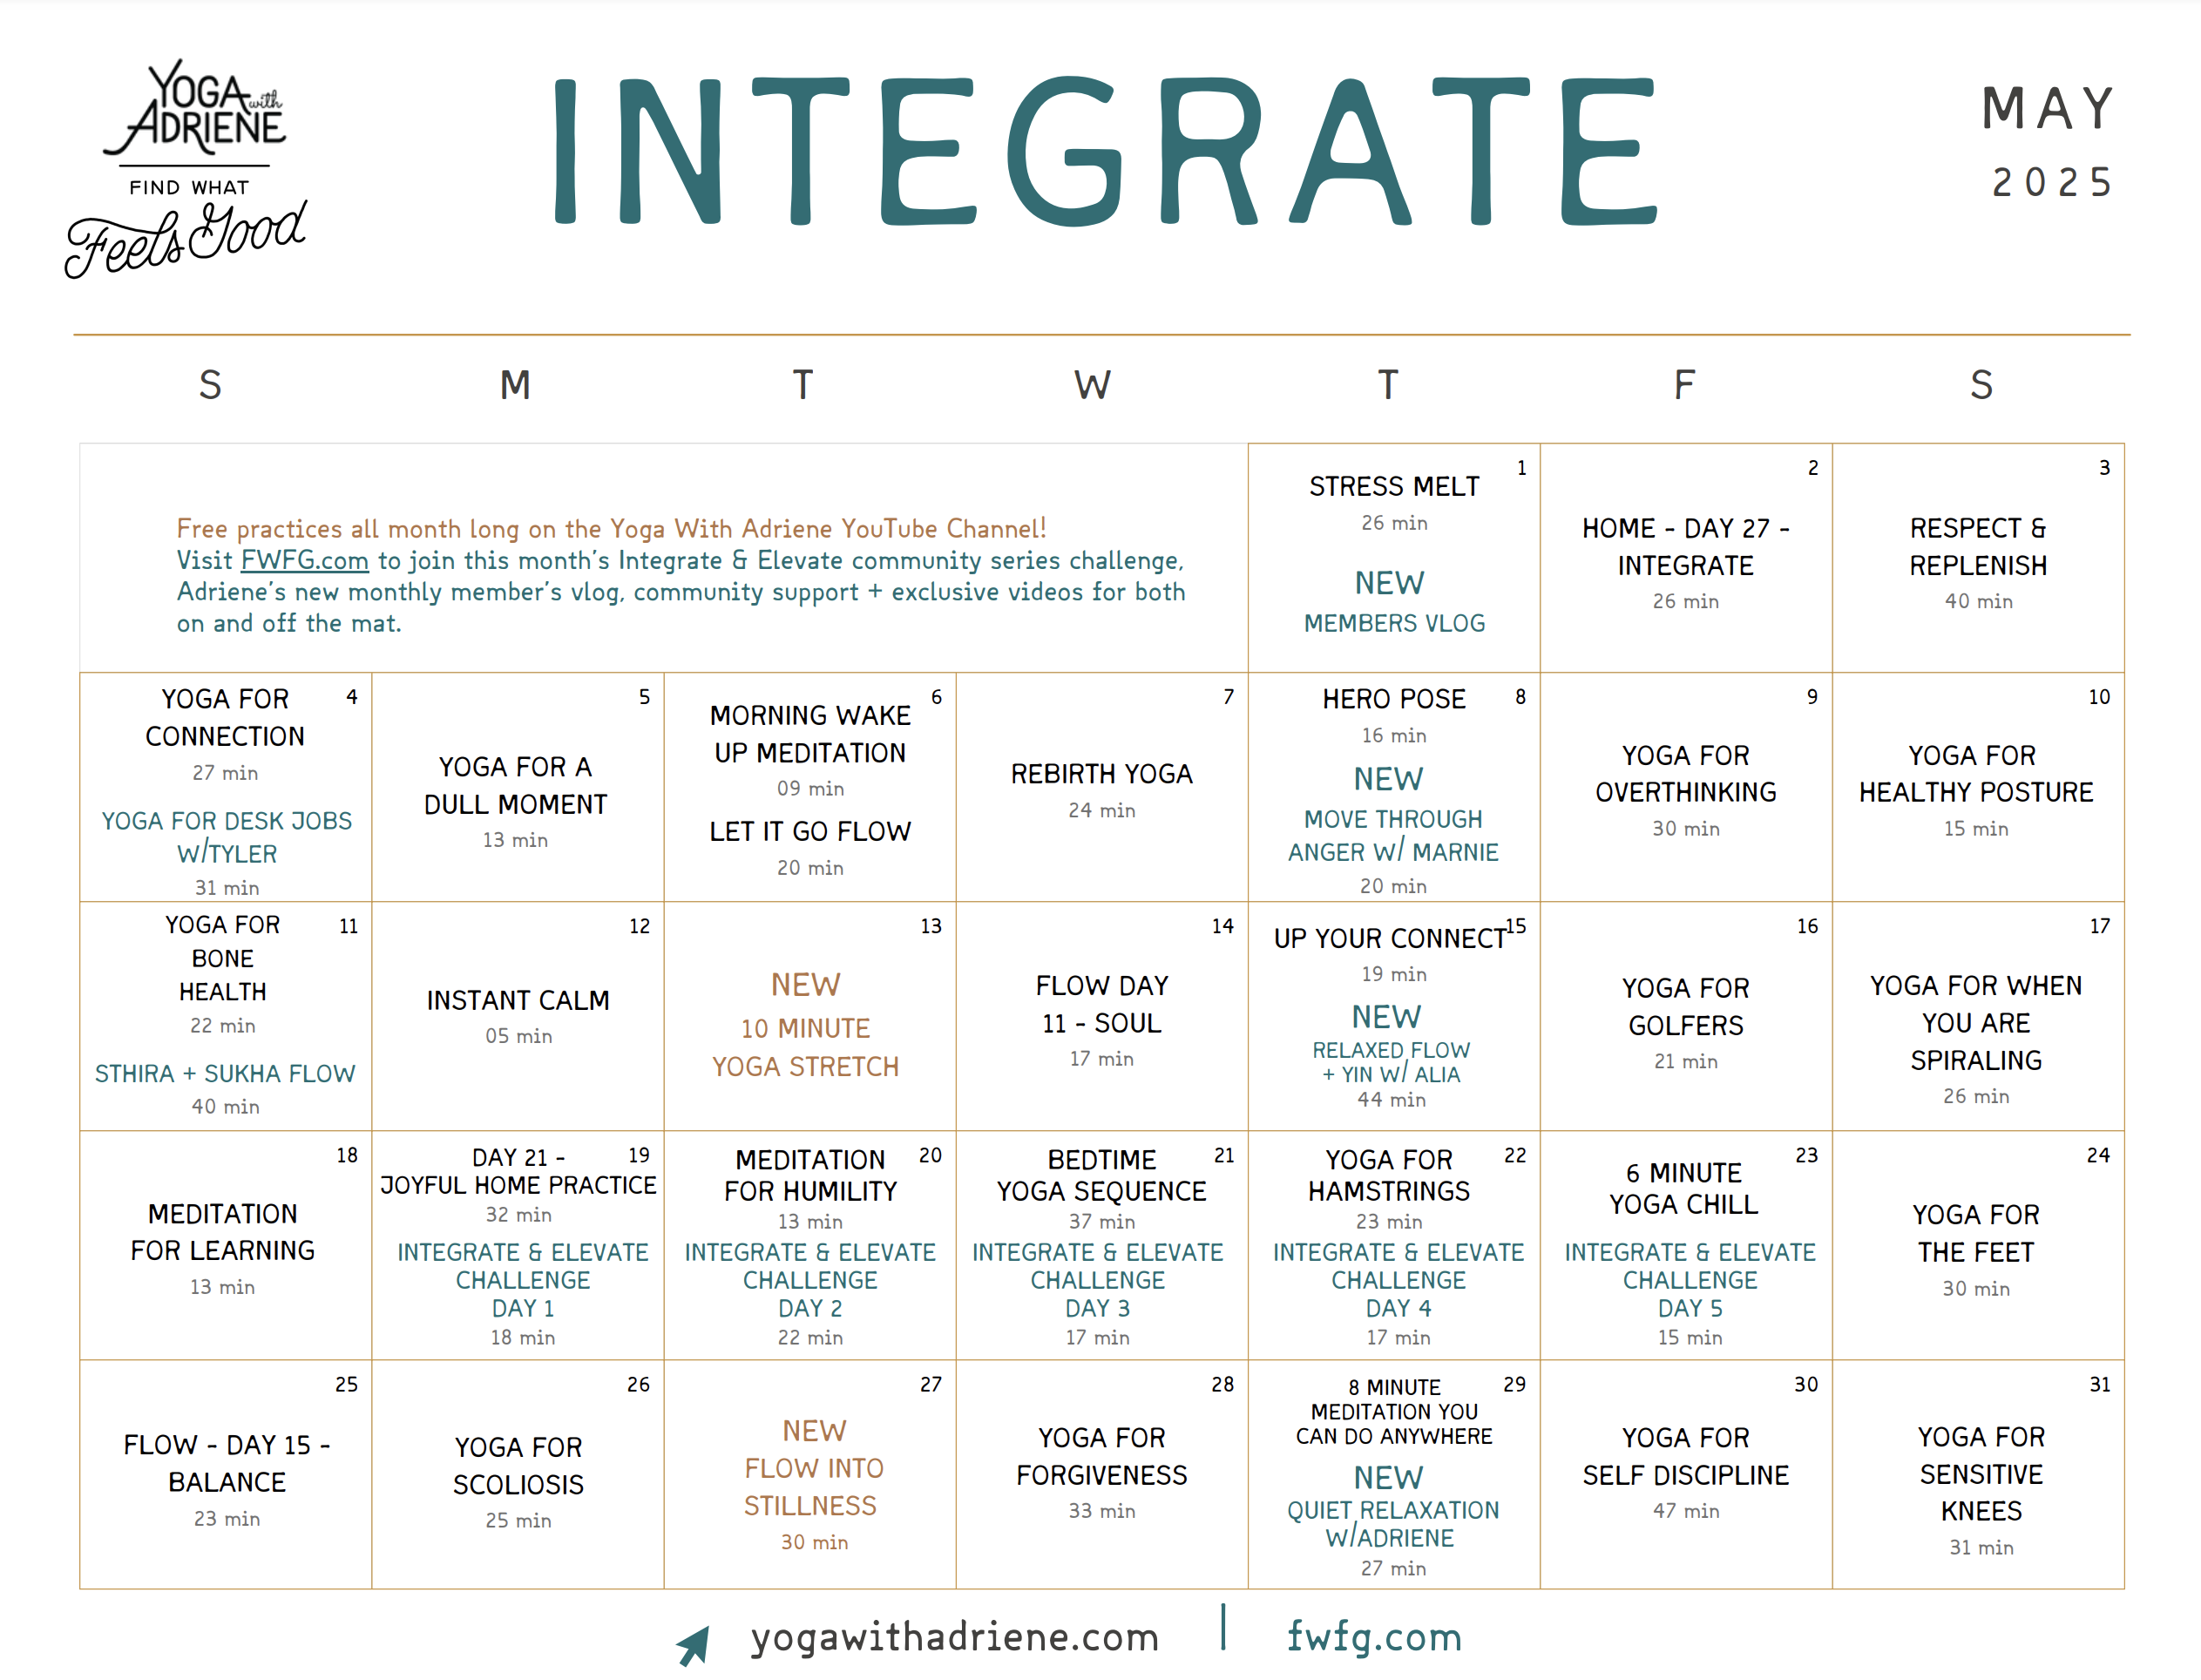 YOGA with
ADRIENE
FIND WHAT
Feels Good
INTEGRATE
MAY
2025
S M T W T F S
Free practices all month long on the Yoga With Adriene YouTube Channel!
Visit FWFG.com to join this month's Integrate & Elevate community series challenge,
Adriene's new monthly member's vlog, community support + exclusive videos for both
on and off the mat.
1
STRESS MELT
26 min
NEW
MEMBERS VLOG
2
HOME - DAY 27 -
INTEGRATE
26 min
3
RESPECT &
REPLENISH
40 min
4
YOGA FOR
CONNECTION
27 min
YOGA FOR DESK JOBS
W/TYLER
31 min
5
YOGA FOR A
DULL MOMENT
13 min
6
MORNING WAKE
UP MEDITATION
09 min
LET IT GO FLOW
20 min
7
REBIRTH YOGA
24 min
8
HERO POSE
16 min
NEW
MOVE THROUGH
ANGER W/ MARNIE
20 min
9
YOGA FOR
OVERTHINKING
30 min
10
YOGA FOR
HEALTHY POSTURE
15 min
11
YOGA FOR
BONE
HEALTH
22 min
STHIRA + SUKHA FLOW
40 min
12
INSTANT CALM
05 min
13
NEW
10 MINUTE
YOGA STRETCH
14
FLOW DAY
11 - SOUL
17 min
15
UP YOUR CONNECT
19 min
NEW
RELAXED FLOW
+ YIN W/ ALIA
44 min
16
YOGA FOR
GOLFERS
21 min
17
YOGA FOR WHEN
YOU ARE
SPIRALING
26 min
18
MEDITATION
FOR LEARNING
13 min
19
DAY 21 -
JOYFUL HOME PRACTICE
32 min
INTEGRATE & ELEVATE
CHALLENGE
DAY 1
18 min
20
MEDITATION
FOR HUMILITY
13 min
INTEGRATE & ELEVATE
CHALLENGE
DAY 2
22 min
21
BEDTIME
YOGA SEQUENCE
37 min
INTEGRATE & ELEVATE
CHALLENGE
DAY 3
17 min
22
YOGA FOR
HAMSTRINGS
23 min
INTEGRATE & ELEVATE
CHALLENGE
DAY 4
17 min
23
6 MINUTE
YOGA CHILL
INTEGRATE & ELEVATE
CHALLENGE
DAY 5
15 min
24
YOGA FOR
THE FEET
30 min
25
FLOW - DAY 15 -
BALANCE
23 min
26
YOGA FOR
SCOLIOSIS
25 min
27
NEW
FLOW INTO
STILLNESS
30 min
28
YOGA FOR
FORGIVENESS
33 min
29
8 MINUTE
MEDITATION YOU
CAN DO ANYWHERE
NEW
QUIET RELAXATION
W/ADRIENE
27 min
30
YOGA FOR
SELF DISCIPLINE
47 min
31
YOGA FOR
SENSITIVE
KNEES
31 min
yogawithadriene.com | fwfg.com